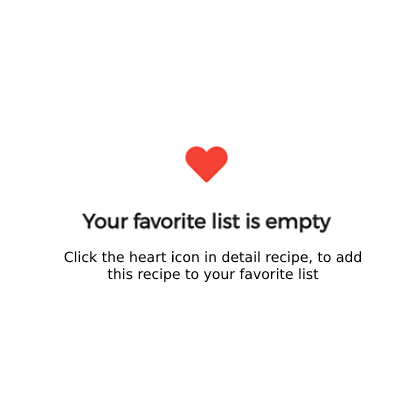 Your favorite list is empty
Click the heart icon in detail recipe, to add
this recipe to your favorite list